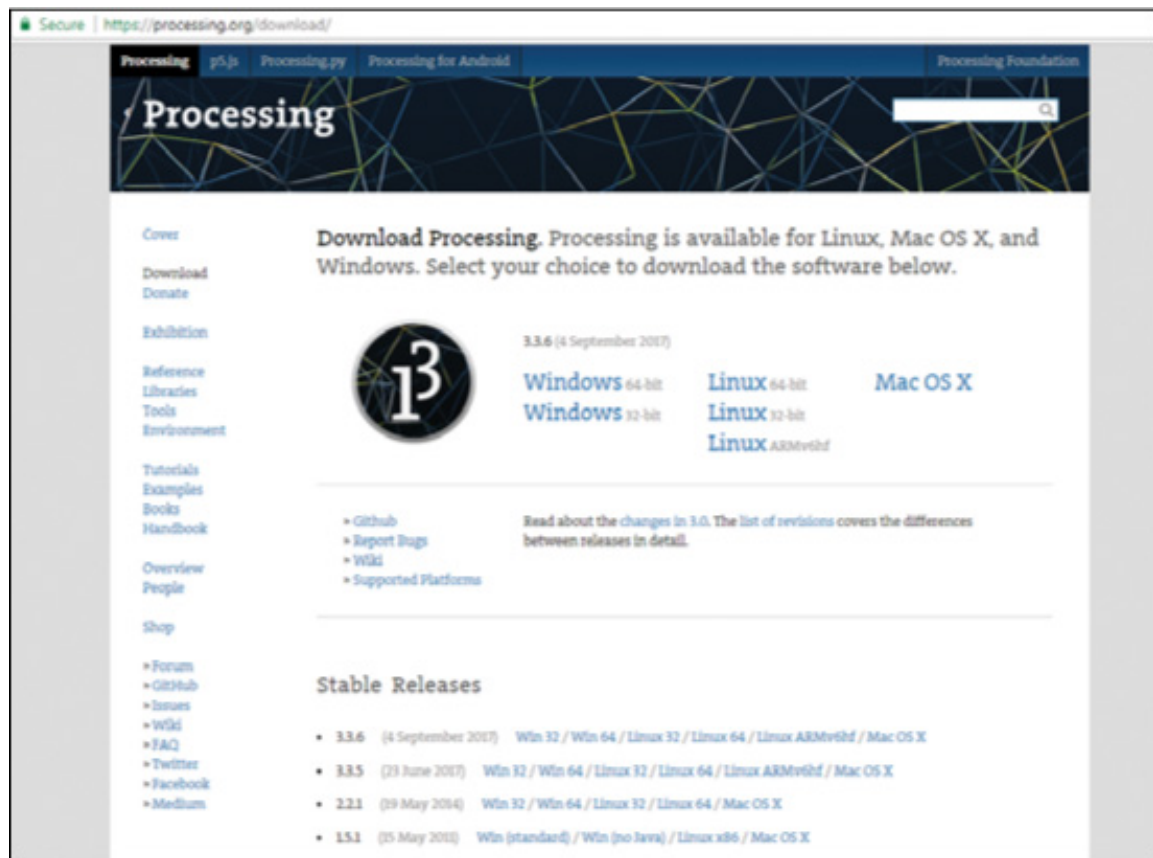 Secure | https://processing.org/download/
Processing p5.js Processing.py Processing for Android Processing Foundation
Processing
Cover
Download
Donate
Exhibition
Reference
Libraries
Tools
Environment
Tutorials
Examples
Books
Handbook
Overview
People
Shop
» Forum
» GitHub
» Issues
» Wiki
» FAQ
» Twitter
» Facebook
» Medium
Download Processing. Processing is available for Linux, Mac OS X, and
Windows. Select your choice to download the software below.
3
3.3.6 (4 September 2017)
Windows 64-bit Linux 64-bit Mac OS X
Windows 32-bit Linux 32-bit
Linux ARMv6hf
» Github
» Report Bugs
» Wiki
» Supported Platforms
Read about the changes in 3.0. The list of revisions covers the differences
between releases in detail.
Stable Releases
• 3.3.6 (4 September 2017) Win 32 / Win 64 / Linux 32 / Linux 64 / Linux ARMv6hf / Mac OS X
• 3.3.5 (23 June 2017) Win 32 / Win 64 / Linux 32 / Linux 64 / Linux ARMv6hf / Mac OS X
• 2.2.1 (19 May 2014) Win 32 / Win 64 / Linux 32 / Linux 64 / Mac OS X
• 1.5.1 (15 May 2011) Win (standard) / Win (no Java) / Linux x86 / Mac OS X